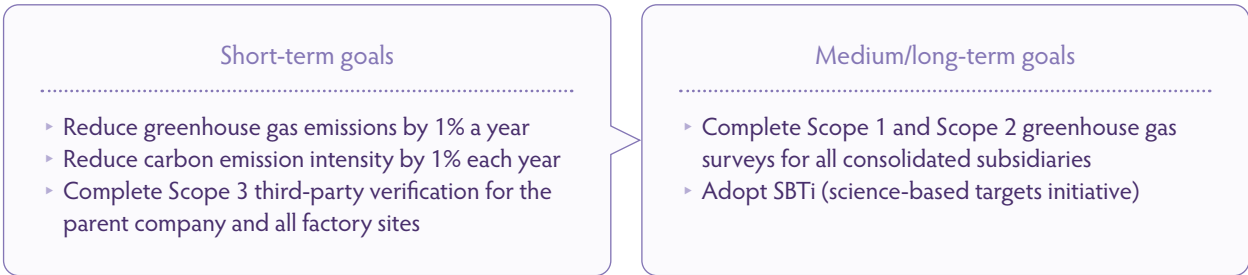 Short-term goals
‣ Reduce greenhouse gas emissions by 1% a year
‣ Reduce carbon emission intensity by 1% each year
‣ Complete Scope 3 third-party verification for the
parent company and all factory sites
Medium/long-term goals
‣ Complete Scope 1 and Scope 2 greenhouse gas
surveys for all consolidated subsidiaries
‣ Adopt SBTi (science-based targets initiative)